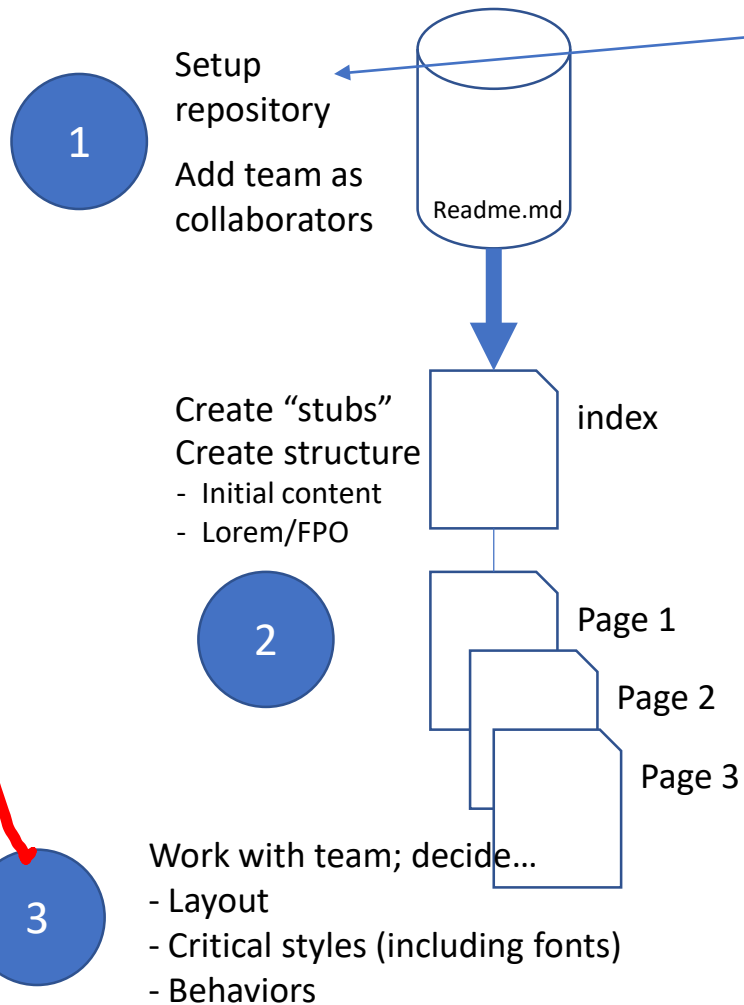 1
Setup
repository
Add team as
collaborators
Readme.md
Create “stubs”
Create structure
- Initial content
- Lorem/FPO
index
2
Page 1
Page 2
Page 3
3
Work with team; decide…
- Layout
- Critical styles (including fonts)
- Behaviors